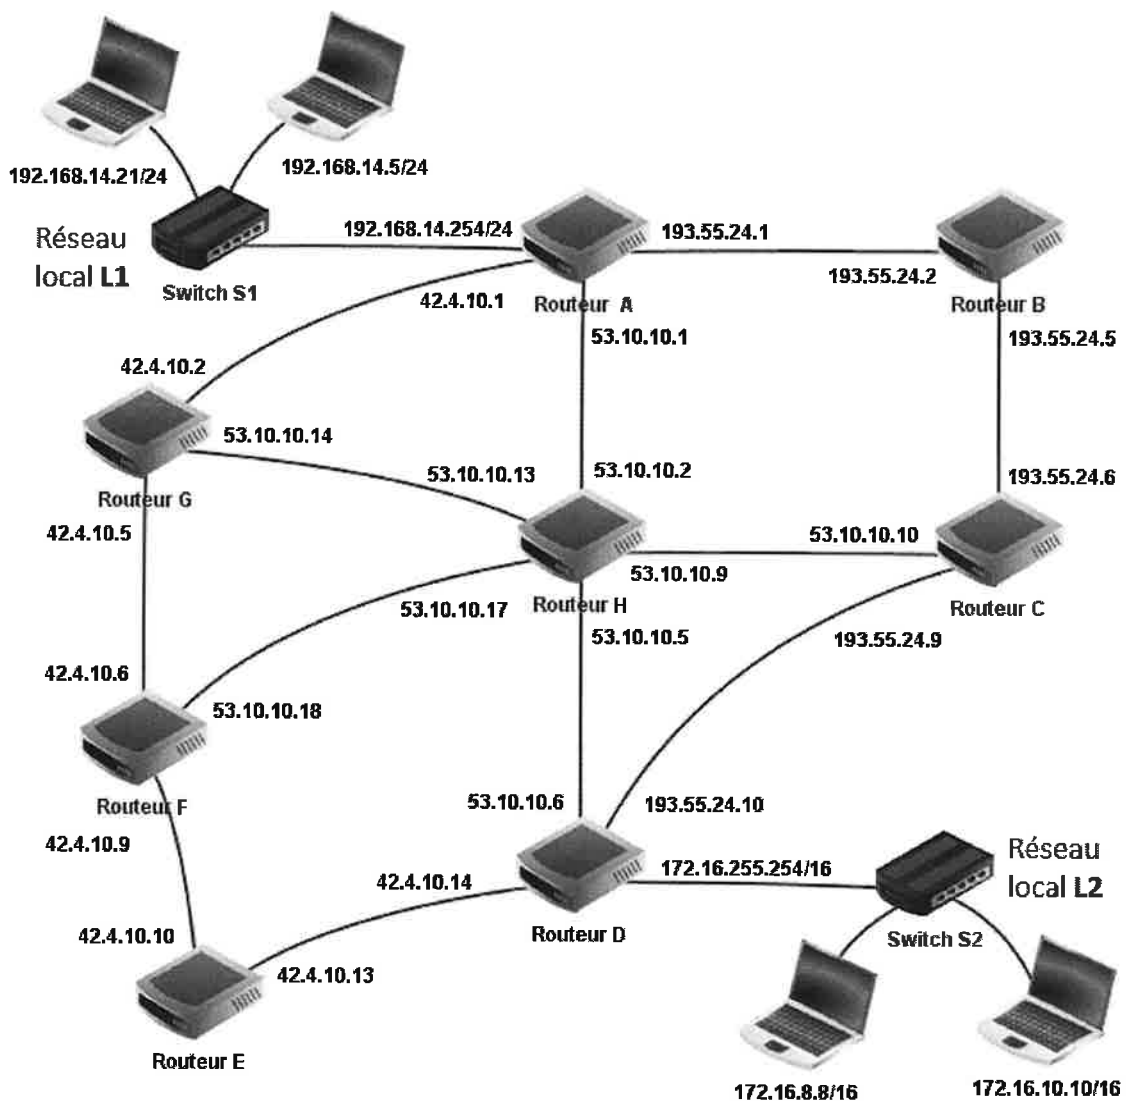 192.168.14.21/24
192.168.14.5/24
Réseau
local L1
Switch S1
192.168.14.254/24
193.55.24.1
193.55.24.2
Routeur A
Routeur B
42.4.10.1
53.10.10.1
193.55.24.5
42.4.10.2
53.10.10.14
53.10.10.13
53.10.10.2
193.55.24.6
Routeur G
42.4.10.5
53.10.10.10
53.10.10.9
53.10.10.17
Routeur H
Routeur C
53.10.10.5
193.55.24.9
42.4.10.6
53.10.10.18
Routeur F
53.10.10.6
193.55.24.10
42.4.10.9
Réseau
local L2
172.16.255.254/16
42.4.10.14
Routeur D
Switch S2
42.4.10.10
42.4.10.13
Routeur E
172.16.8.8/16
172.16.10.10/16